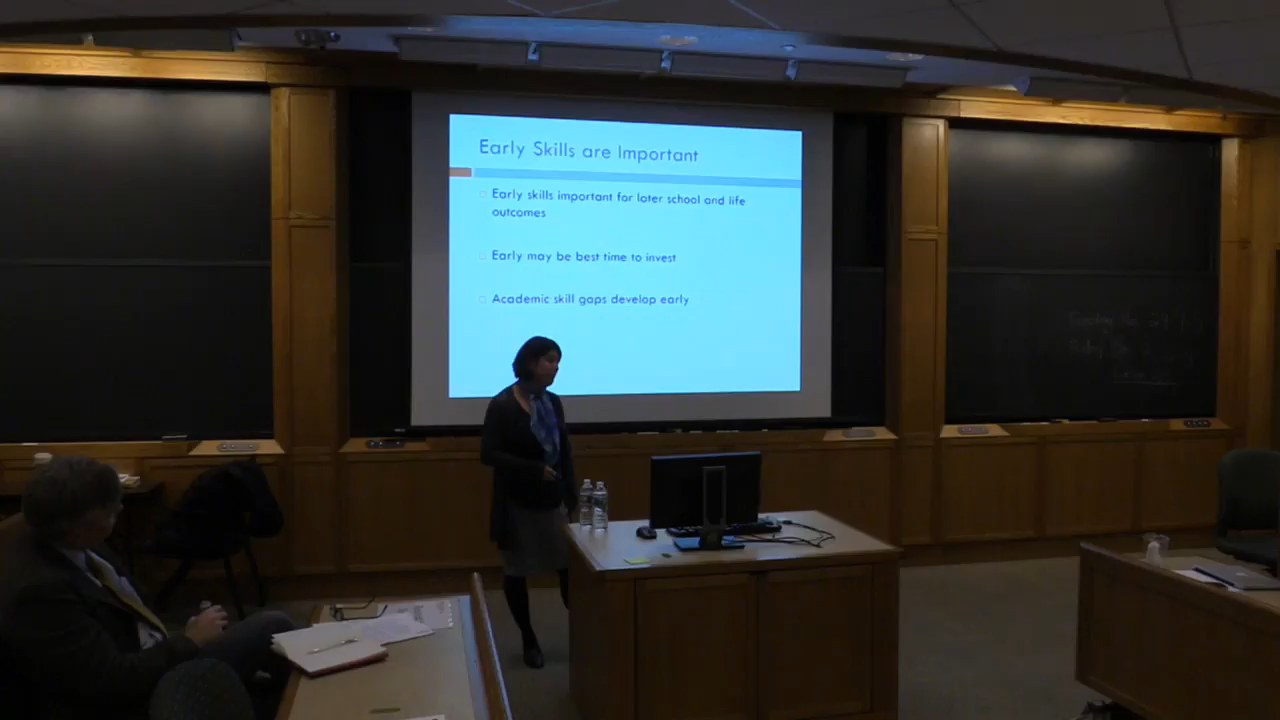 Early Skills are Important
Early skills important for later school and life
outcomes
Early may be best time to invest
Academic skill gaps develop early